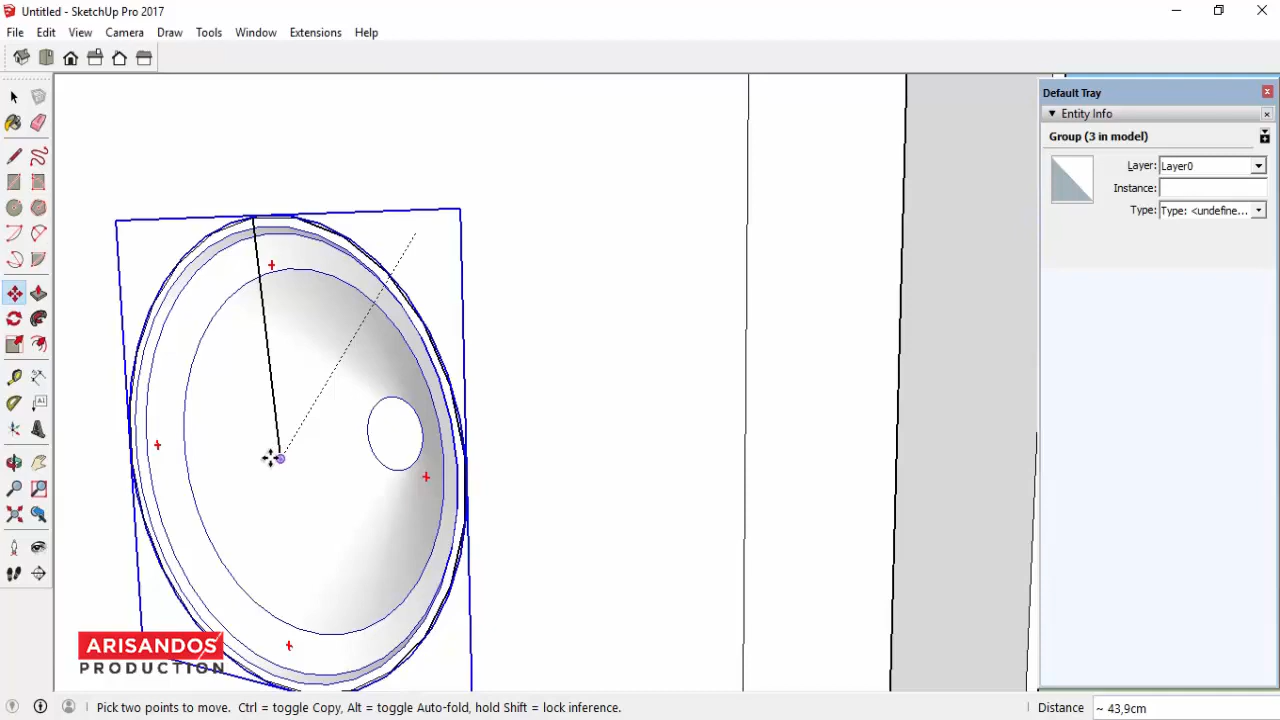 Untitled - SketchUp Pro 2017
File Edit View Camera Draw Tools Window Extensions Help
Default Tray
Entity Info
Group (3 in model)
Layer: Layer0
Instance:
Type: Type: <undefine...
ARISANDOS
PRODUCTION
Pick two points to move. Ctrl = toggle Copy, Alt = toggle Auto-fold, hold Shift = lock inference.
Distance ~ 43,9cm